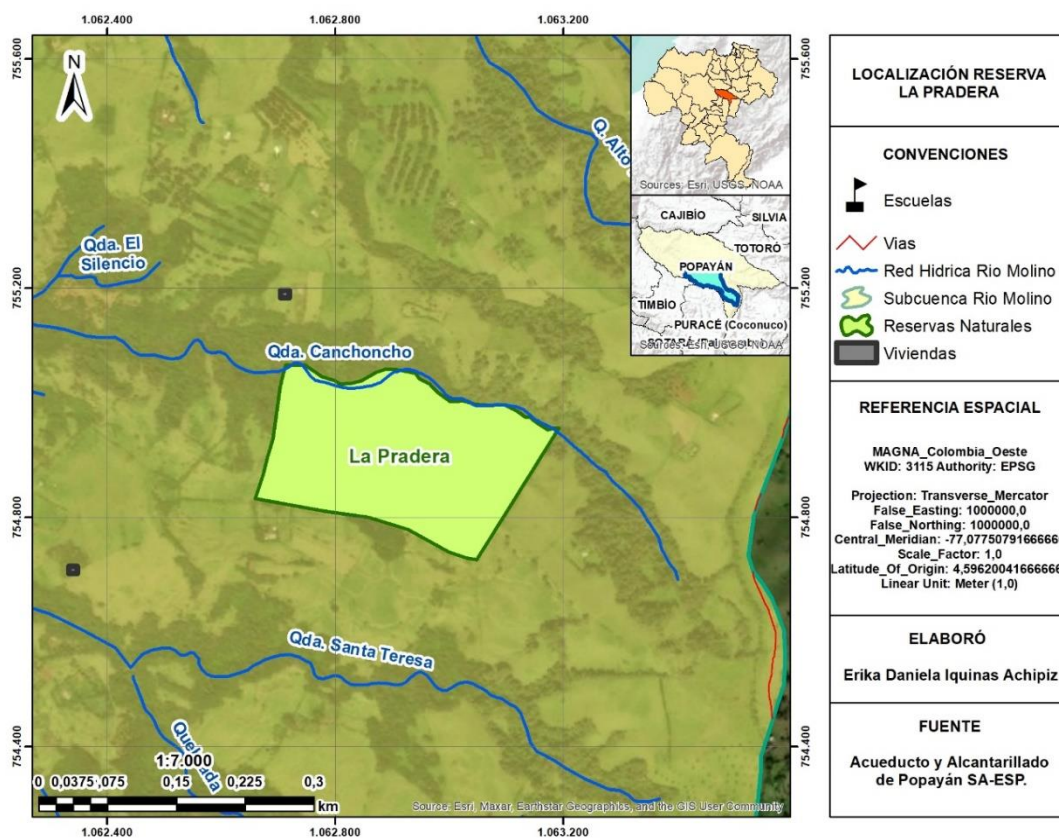 1.062.400
1.062.800
1.063.200
755.600
755.200
754.800
754.400
N
Q. Alto
Qda. El
Silencio
Qda. Canchoncho
La Pradera
Qda. Santa Teresa
Quebrada
1:7.000
0 0,0375 0,075 0,15 0,225 0,3
km
Source: Esri, Maxar, Earthstar Geographics, and the GIS User Community
Sources: Esri, USGS, NOAA
CAJIBÍO
SILVIA
TOTORÓ
POPAYÁN
TIMBÍO
PURACÉ (Coconuco)
Sources: Esri, USGS, NOAA
755.600
755.200
754.800
754.400
1.062.400
1.062.800
1.063.200
LOCALIZACIÓN RESERVA
LA PRADERA
CONVENCIONES
Escuelas
Vias
Red Hidrica Rio Molino
Subcuenca Rio Molino
Reservas Naturales
Viviendas
REFERENCIA ESPACIAL
MAGNA_Colombia_Oeste
WKID: 3115 Authority: EPSG
Projection: Transverse_Mercator
False_Easting: 1000000,0
False_Northing: 1000000,0
Central_Meridian: -77,0775079166666
Scale_Factor: 1,0
Latitude_Of_Origin: 4,59620041666666
Linear Unit: Meter (1,0)
ELABORÓ
Erika Daniela Iquinas Achipiz
FUENTE
Acueducto y Alcantarillado
de Popayán SA-ESP.